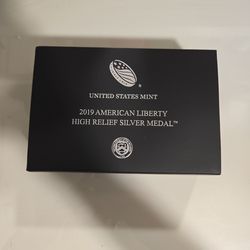 UNITED STATES MINT
2019 AMERICAN LIBERTY
HIGH RELIEF SILVER MEDAL™